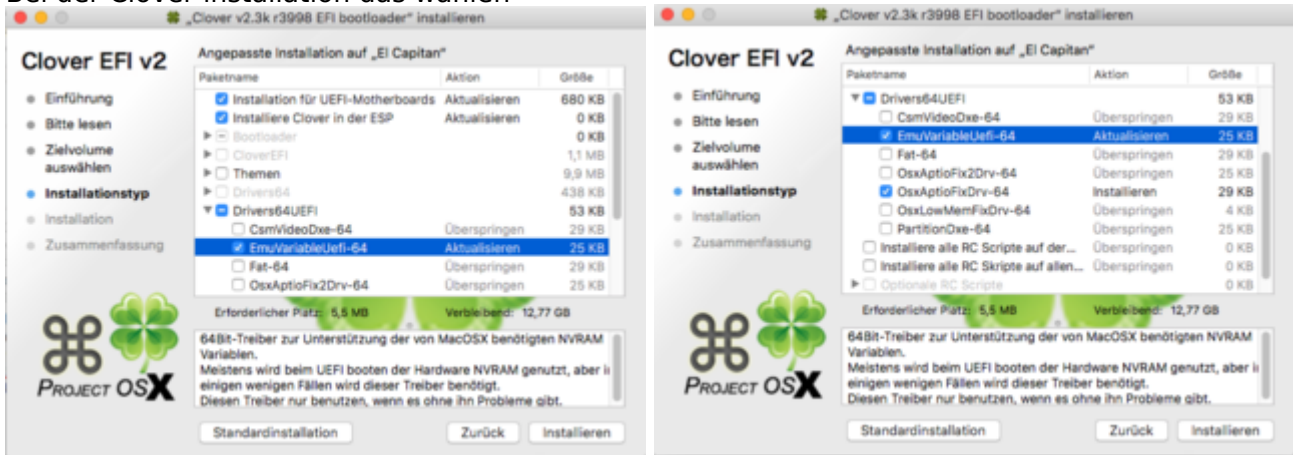 Bei der Clover Installation das wählen
„Clover v2.3k r3998 EFI bootloader“ installieren
Clover EFI v2
Einführung
Bitte lesen
Zielvolume
auswählen
Installationstyp
Installation
Zusammenfassung
PROJECT OSX
Angepasste Installation auf „El Capitan“
Paketname Aktion Größe
Installation für UEFI-Motherboards Aktualisieren 680 KB
Installiere Clover in der ESP Aktualisieren 0 KB
Bootloader 0 KB
CloverEFI 1,1 MB
Themen 9,9 MB
Drivers64 438 KB
Drivers64UEFI 53 KB
CsmVideoDxe-64 Überspringen 29 KB
EmuVariableUefi-64 Aktualisieren 25 KB
Fat-64 Überspringen 29 KB
OsxAptioFix2Drv-64 Überspringen 25 KB
Erforderlicher Platz: 5,5 MB Verbleibend: 12,77 GB
64Bit-Treiber zur Unterstützung der von MacOSX benötigten NVRAM
Variablen.
Meistens wird beim UEFI booten der Hardware NVRAM genutzt, aber i
einigen wenigen Fällen wird dieser Treiber benötigt.
Diesen Treiber nur benutzen, wenn es ohne ihn Probleme gibt.
Standardinstallation Zurück Installieren
„Clover v2.3k r3998 EFI bootloader“ installieren
Clover EFI v2
Einführung
Bitte lesen
Zielvolume
auswählen
Installationstyp
Installation
Zusammenfassung
PROJECT OSX
Angepasste Installation auf „El Capitan“
Paketname Aktion Größe
Drivers64UEFI 53 KB
CsmVideoDxe-64 Überspringen 29 KB
EmuVariableUefi-64 Aktualisieren 25 KB
Fat-64 Überspringen 29 KB
OsxAptioFix2Drv-64 Überspringen 25 KB
OsxAptioFixDrv-64 Installieren 29 KB
OsxLowMemFixDrv-64 Überspringen 4 KB
PartitionDxe-64 Überspringen 25 KB
Installiere alle RC Scripte auf der... Überspringen 0 KB
Installiere alle RC Skripte auf allen... Überspringen 0 KB
Optionale RC Scripte 0 KB
Erforderlicher Platz: 5,5 MB Verbleibend: 12,77 GB
64Bit-Treiber zur Unterstützung der von MacOSX benötigten NVRAM
Variablen.
Meistens wird beim UEFI booten der Hardware NVRAM genutzt, aber i
einigen wenigen Fällen wird dieser Treiber benötigt.
Diesen Treiber nur benutzen, wenn es ohne ihn Probleme gibt.
Standardinstallation Zurück Installieren